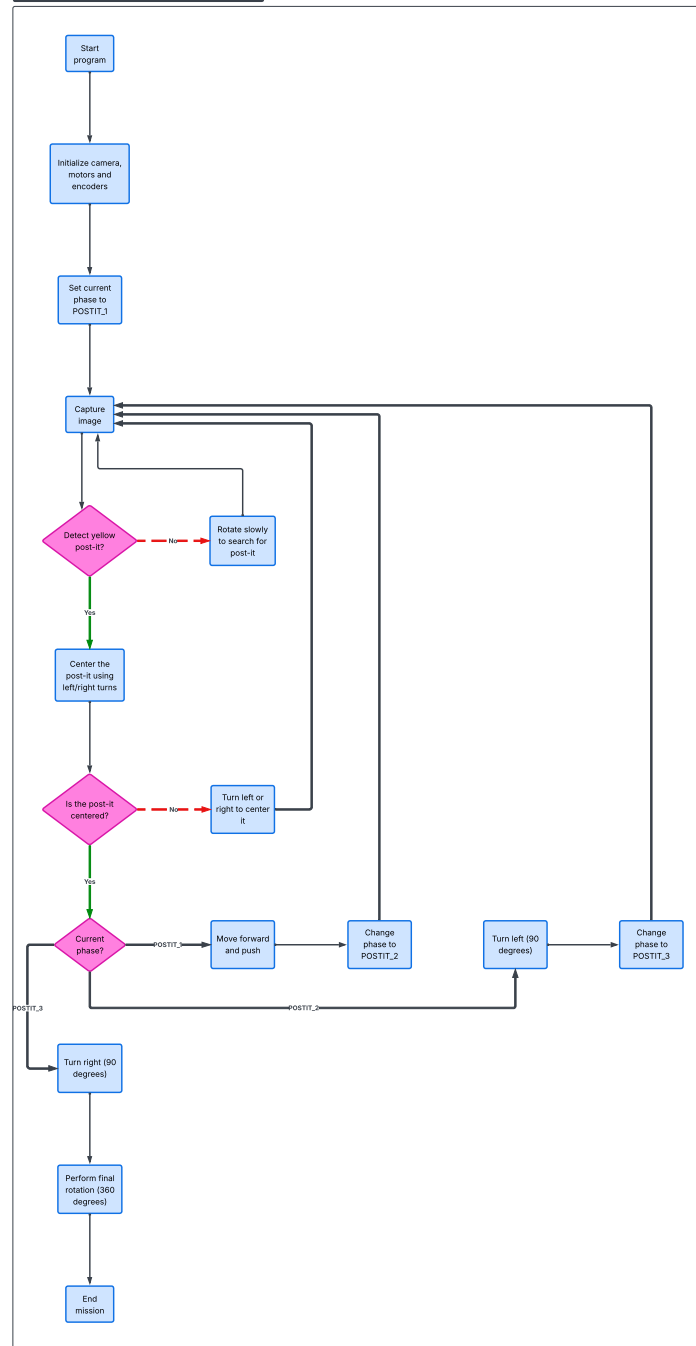 Start
program
Initialize camera,
motors and
encoders
Set current
phase to
POSTIT_1
Capture
image
Detect yellow
post-it?
No
Rotate slowly
to search for
post-it
Yes
Center the
post-it using
left/right turns
Is the post-it
centered?
No
Turn left or
right to center
it
Yes
Current
phase?
POSTIT_1
Move forward
and push
Change
phase to
POSTIT_2
Turn left (90
degrees)
Change
phase to
POSTIT_3
POSTIT_3
POSTIT_2
Turn right (90
degrees)
Perform final
rotation (360
degrees)
End
mission